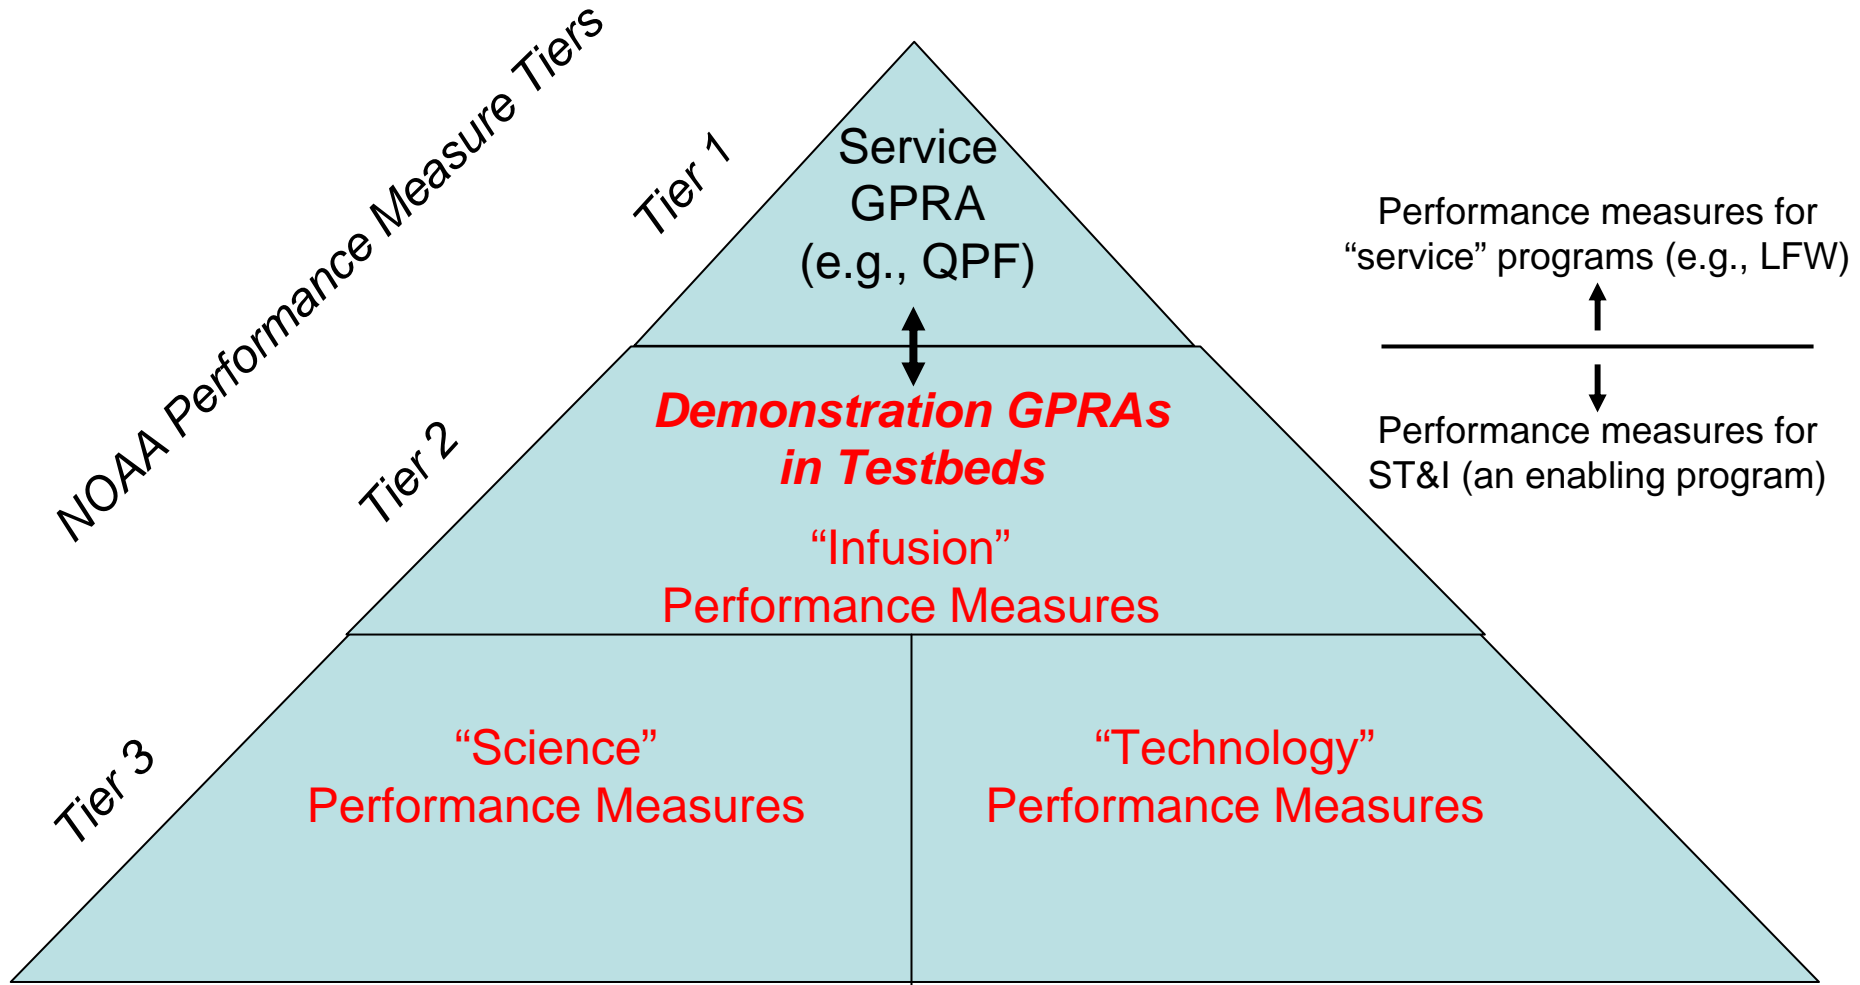 NOAA Performance Measure Tiers
Tier 1
Service
GPRA
(e.g., QPF)
Performance measures for
“service” programs (e.g., LFW)
Performance measures for
ST&I (an enabling program)
Tier 2
Demonstration GPRAs
in Testbeds
“Infusion”
Performance Measures
Tier 3
“Science”
Performance Measures
“Technology”
Performance Measures